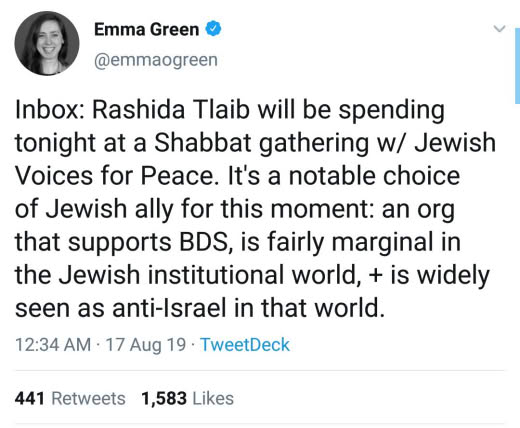 Emma Green
@emmaogreen
Inbox: Rashida Tlaib will be spending
tonight at a Shabbat gathering w/ Jewish
Voices for Peace. It's a notable choice
of Jewish ally for this moment: an org
that supports BDS, is fairly marginal in
the Jewish institutional world, + is widely
seen as anti-Israel in that world.
12:34 AM · 17 Aug 19 · TweetDeck
441 Retweets 1,583 Likes